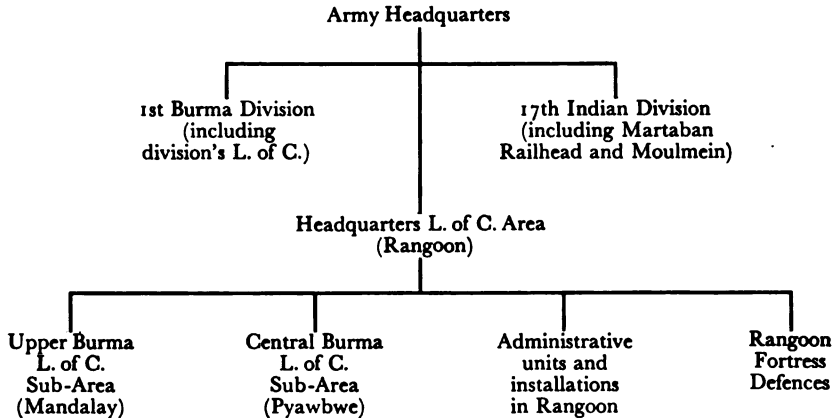 Army Headquarters
1st Burma Division
(including
division's L. of C.)
17th Indian Division
(including Martaban
Railhead and Moulmein)
Headquarters L. of C. Area
(Rangoon)
Upper Burma
L. of C.
Sub-Area
(Mandalay)
Central Burma
L. of C.
Sub-Area
(Pyawbwe)
Administrative
units and
installations
in Rangoon
Rangoon
Fortress
Defences